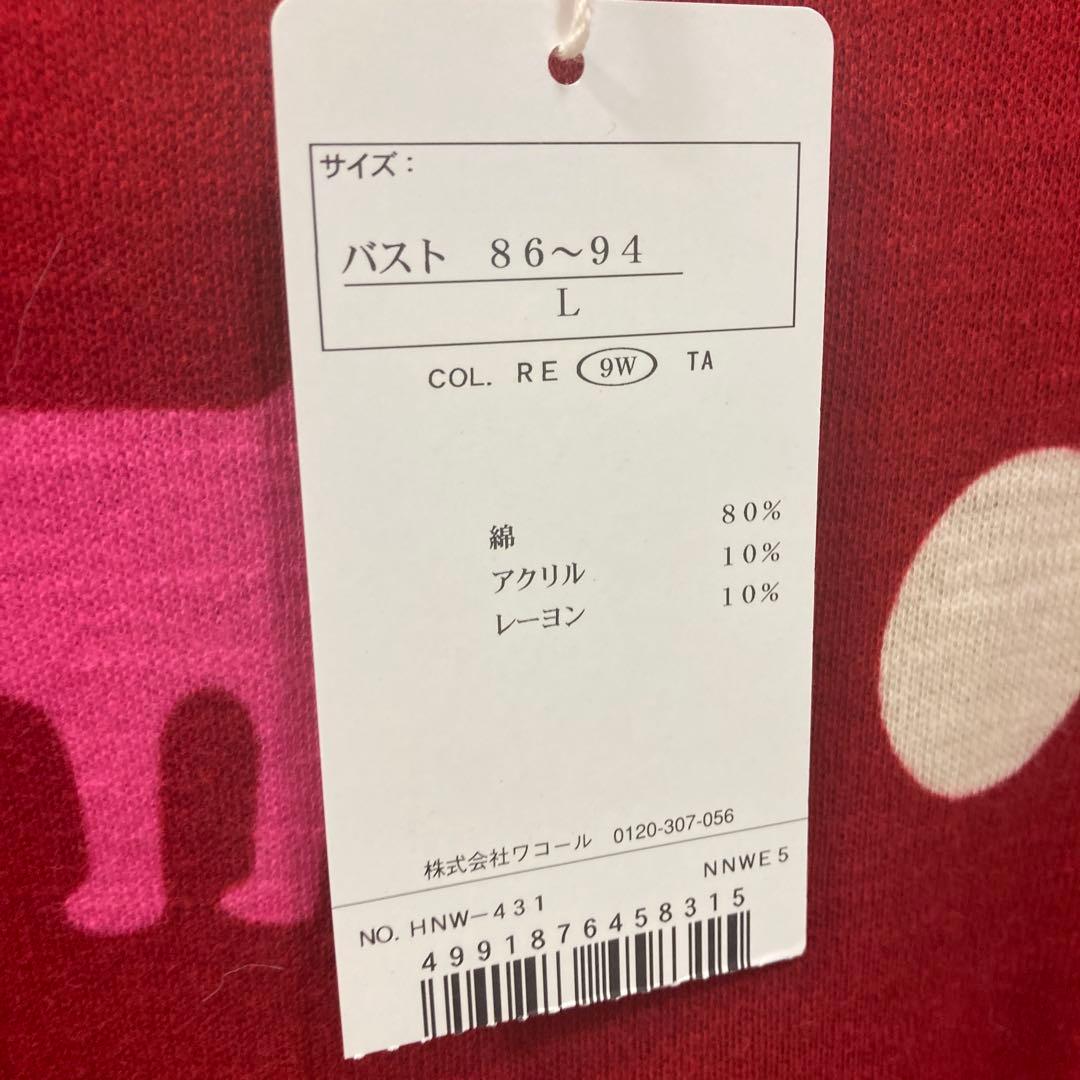 サイズ:
バスト 86〜94
L
COL. RE 9W TA
綿 80%
アクリル 10%
レーヨン 10%
株式会社ワコール 0120-307-056
NO. HNW-431 NNWE5
4991876458315